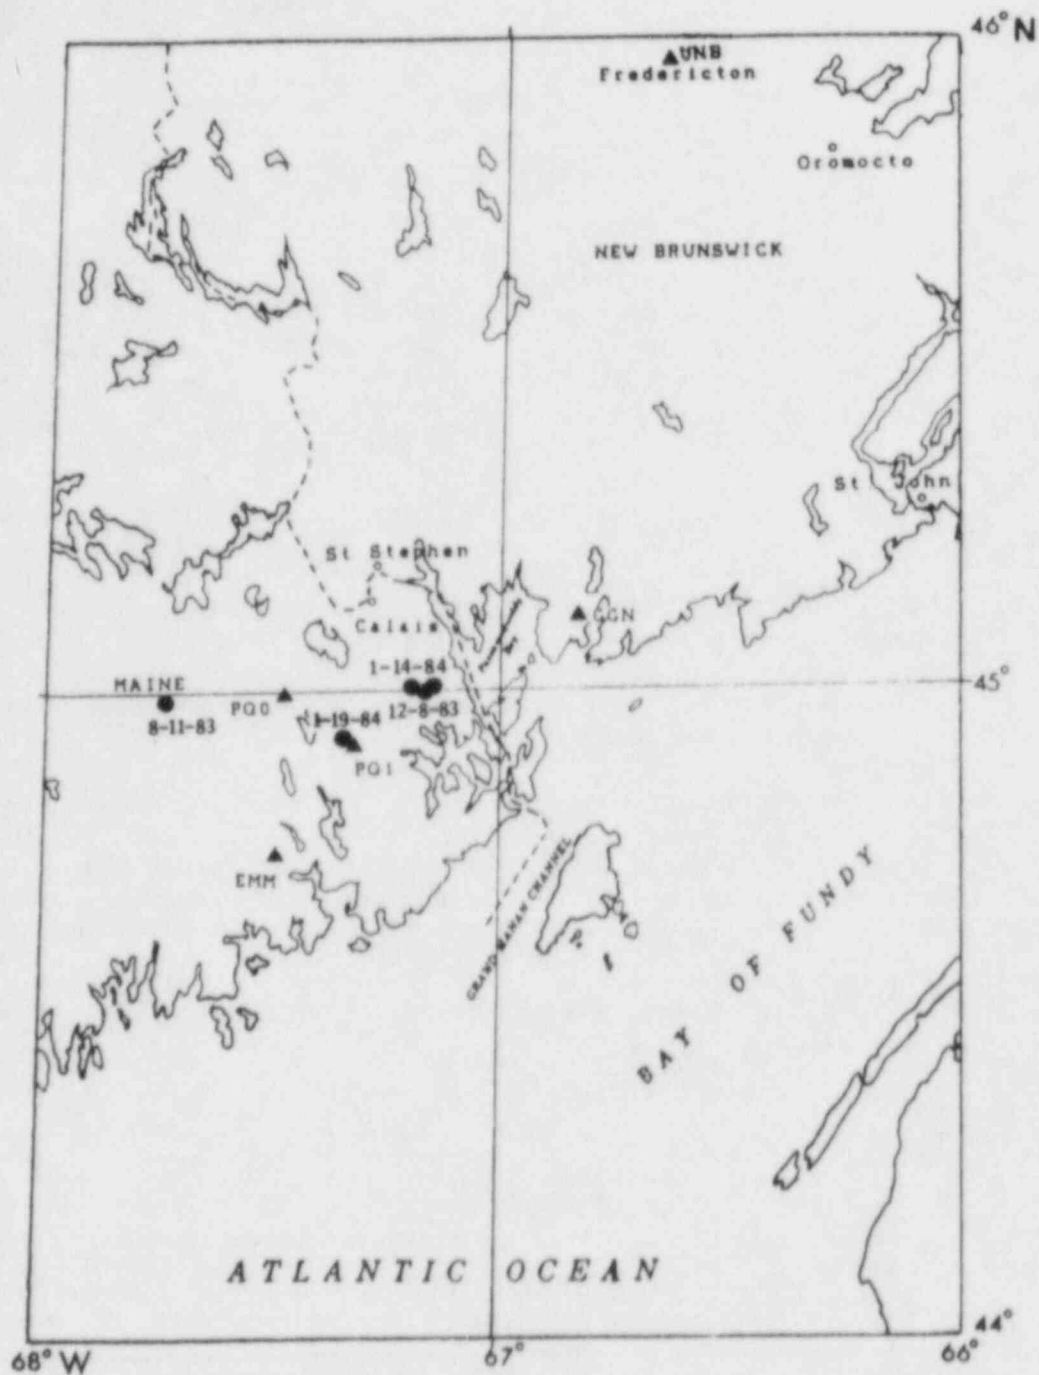 46° N
UNB
Fredericton
Oromocto
NEW BRUNSWICK
St John
St Stephen
Calais
GGN
1-14-84
MAINE
45°
PQ0
1-19-84
12-8-83
8-11-83
PQ1
EMM
GRAND MANAN CHANNEL
BAY OF FUNDY
ATLANTIC OCEAN
44°
68° W
67°
66°